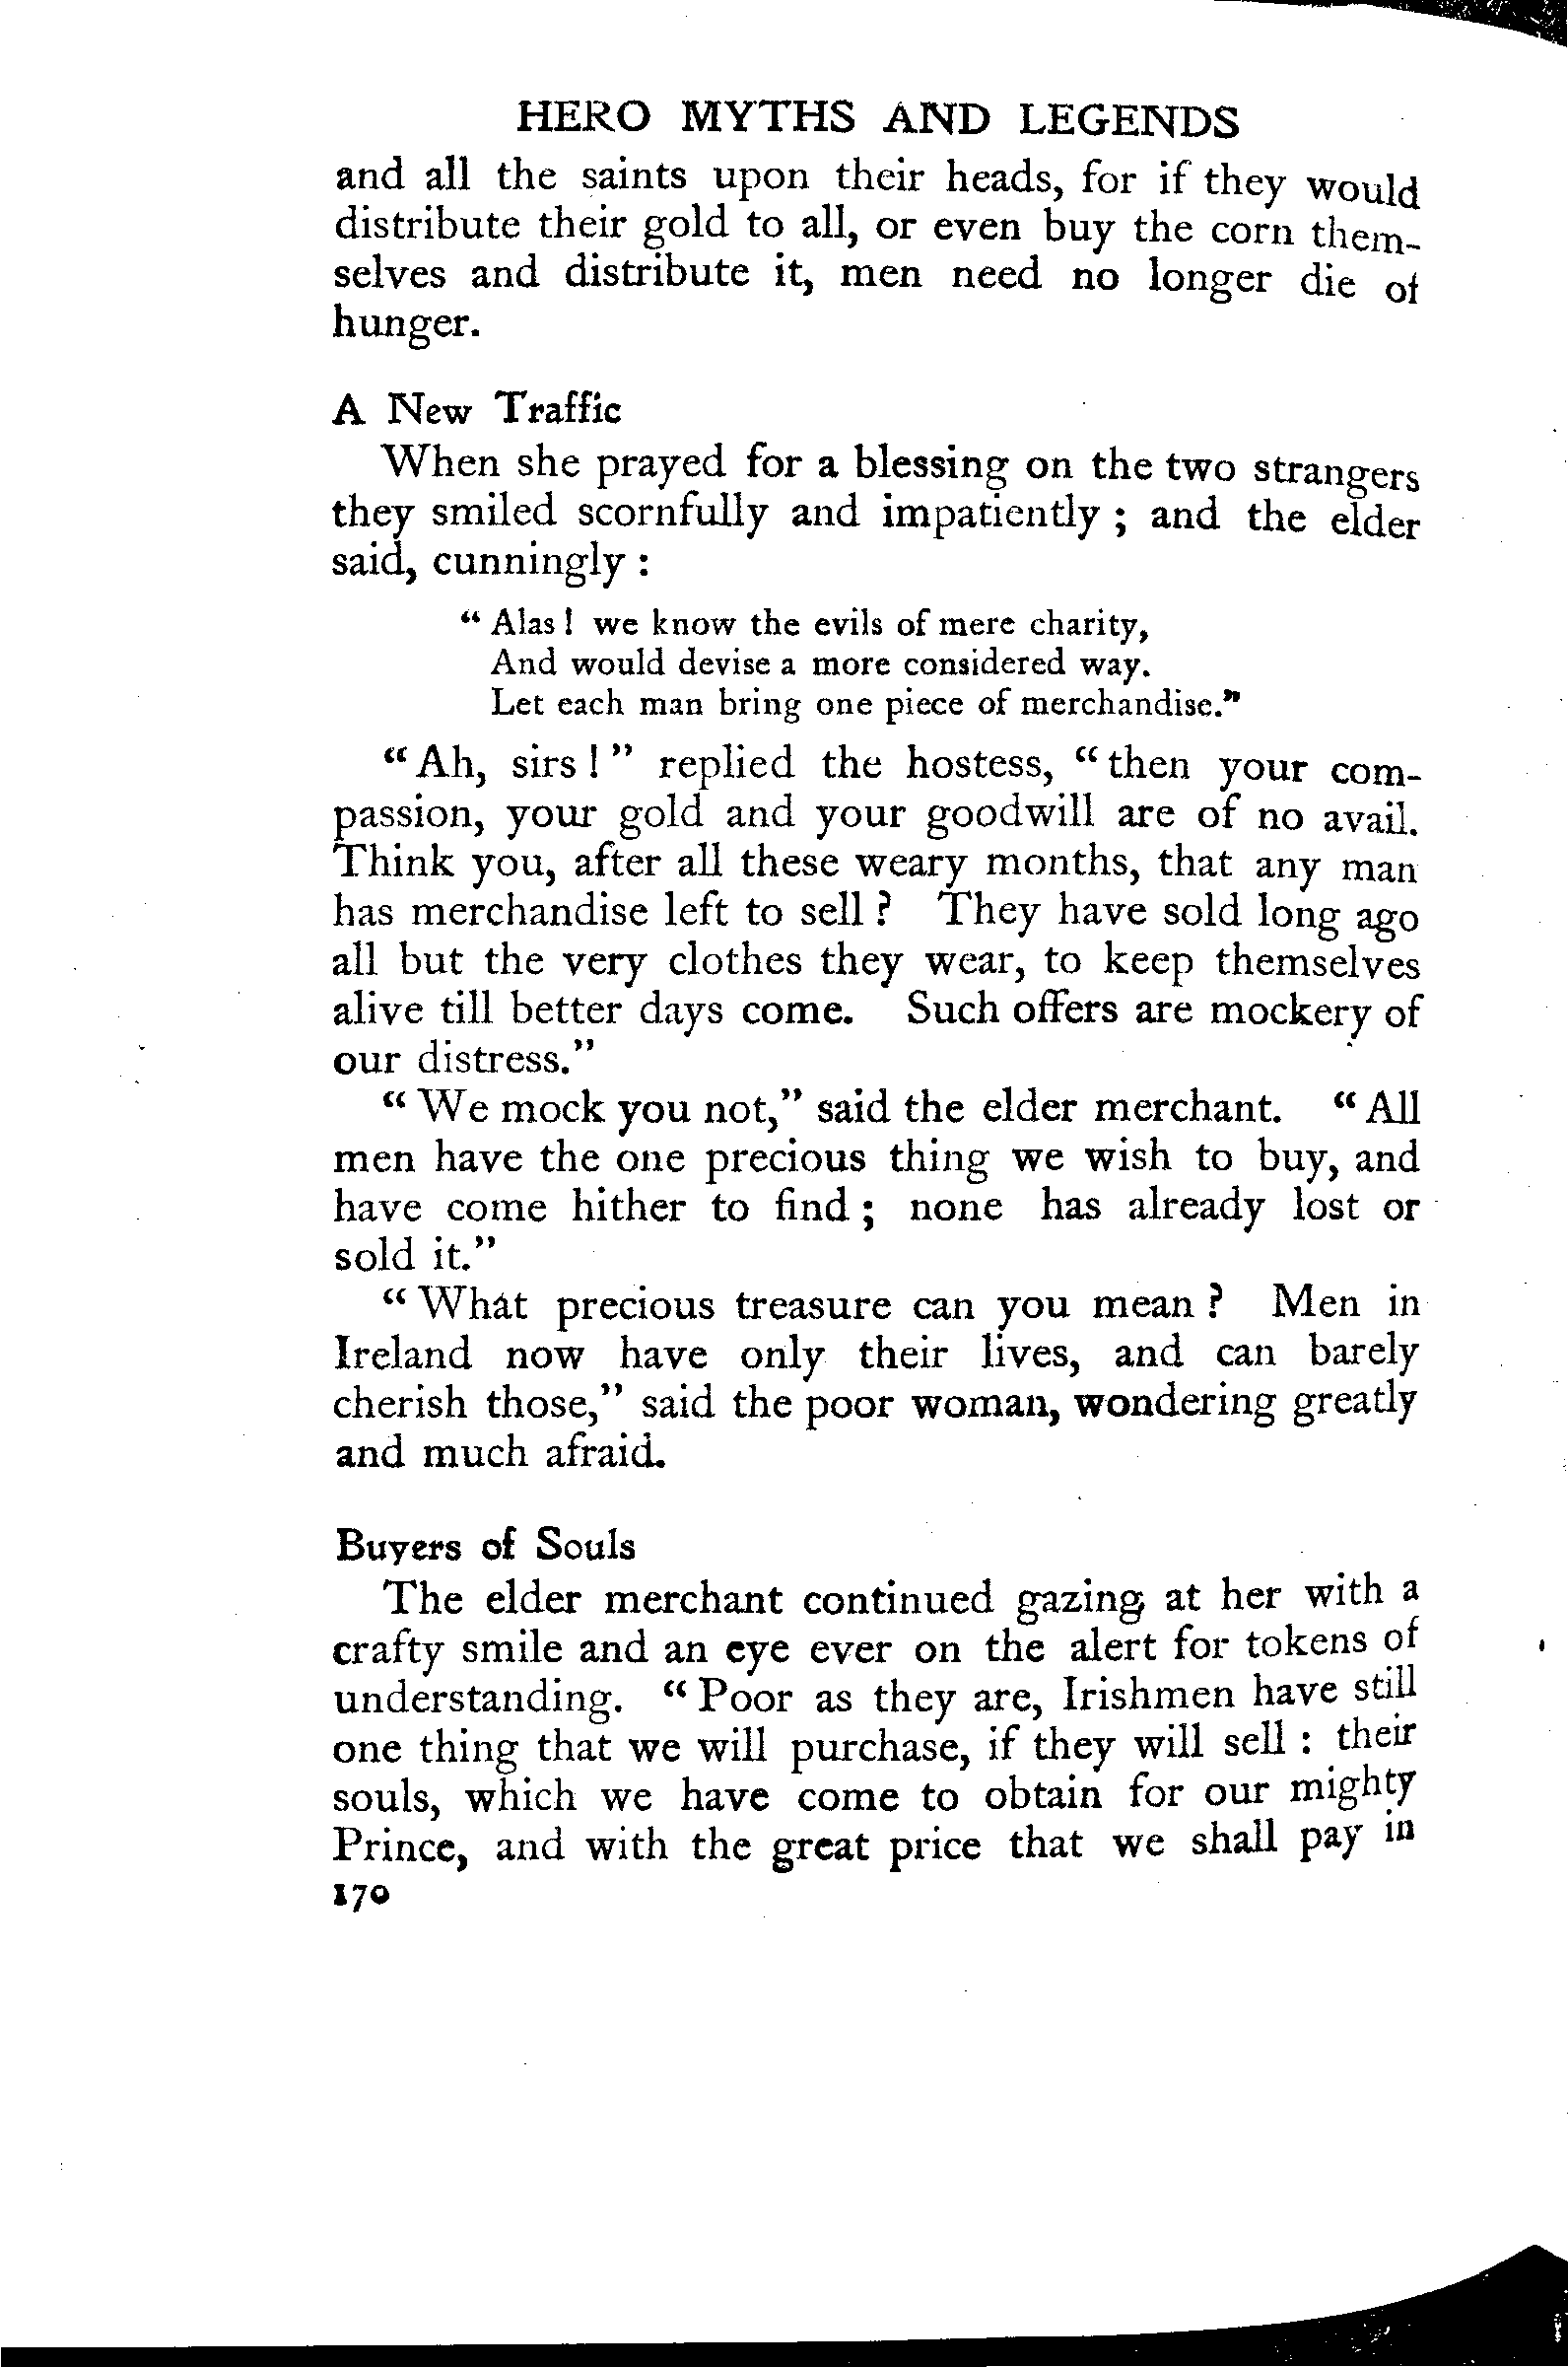 HERO MYTHS AND LEGENDS
and all the saints upon their heads, for if they would
distribute their gold to all, or even buy the corn them-
selves and distribute it, men need no longer die of
hunger.
A New Traffic
When she prayed for a blessing on the two strangers
they smiled scornfully and impatiently ; and the elder
said, cunningly :
“ Alas ! we know the evils of mere charity,
And would devise a more considered way.
Let each man bring one piece of merchandise.”
“ Ah, sirs ! ” replied the hostess, “ then your com-
passion, your gold and your goodwill are of no avail.
Think you, after all these weary months, that any man
has merchandise left to sell ? They have sold long ago
all but the very clothes they wear, to keep themselves
alive till better days come. Such offers are mockery of
our distress.”
“ We mock you not,” said the elder merchant. “ All
men have the one precious thing we wish to buy, and
have come hither to find ; none has already lost or
sold it.”
“ What precious treasure can you mean ? Men in
Ireland now have only their lives, and can barely
cherish those,” said the poor woman, wondering greatly
and much afraid.
Buyers of Souls
The elder merchant continued gazing at her with a
crafty smile and an eye ever on the alert for tokens of
understanding. “ Poor as they are, Irishmen have still
one thing that we will purchase, if they will sell : their
souls, which we have come to obtain for our mighty
Prince, and with the great price that we shall pay in
170